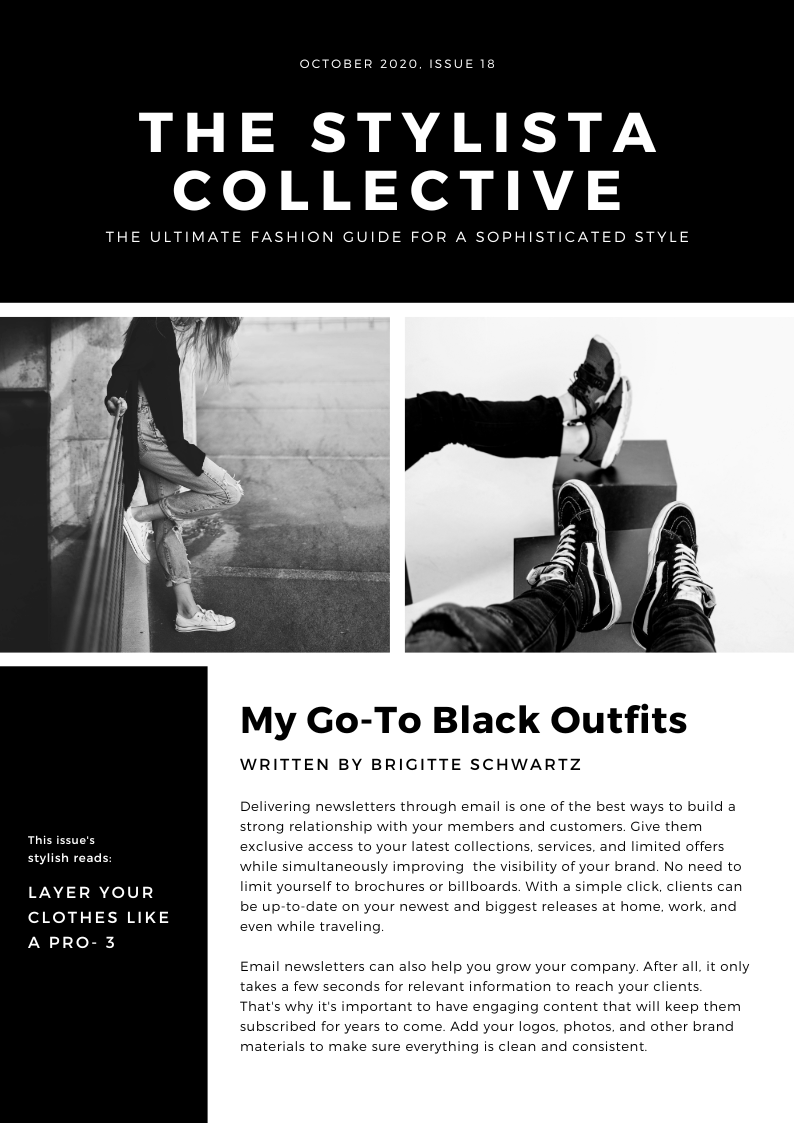 OCTOBER 2020, ISSUE 18
THE STYLISTA
COLLECTIVE
THE ULTIMATE FASHION GUIDE FOR A SOPHISTICATED STYLE
This issue's
stylish reads:
LAYER YOUR
CLOTHES LIKE
A PRO- 3
My Go-To Black Outfits
WRITTEN BY BRIGITTE SCHWARTZ
Delivering newsletters through email is one of the best ways to build a
strong relationship with your members and customers. Give them
exclusive access to your latest collections, services, and limited offers
while simultaneously improving  the visibility of your brand. No need to
limit yourself to brochures or billboards. With a simple click, clients can
be up-to-date on your newest and biggest releases at home, work, and
even while traveling.
Email newsletters can also help you grow your company. After all, it only
takes a few seconds for relevant information to reach your clients.
That's why it's important to have engaging content that will keep them
subscribed for years to come. Add your logos, photos, and other brand
materials to make sure everything is clean and consistent.